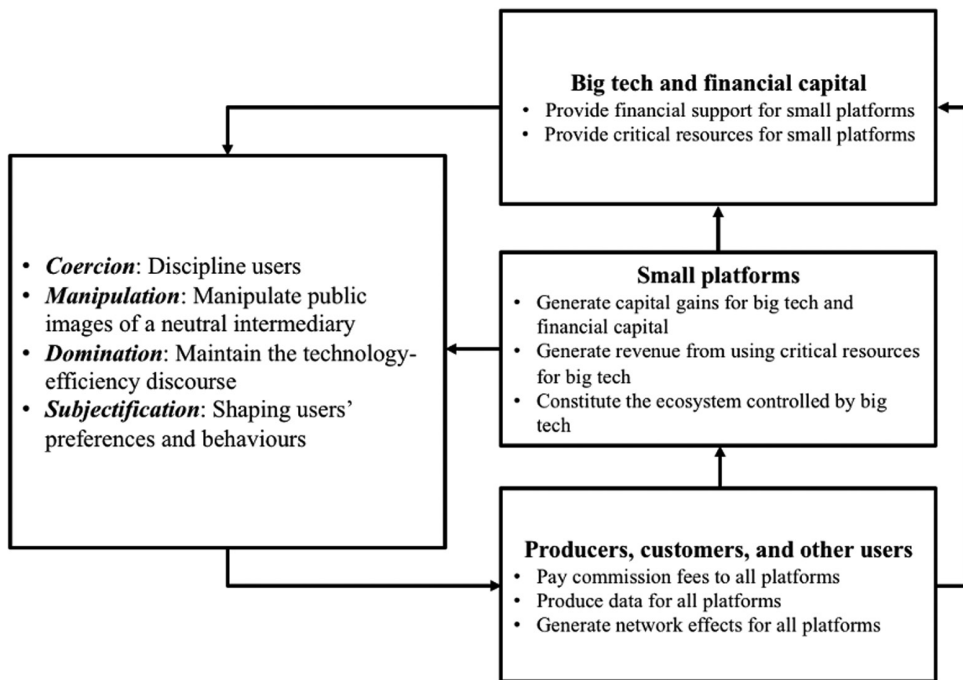 Big tech and financial capital
• Provide financial support for small platforms
• Provide critical resources for small platforms
• Coercion: Discipline users
• Manipulation: Manipulate public
images of a neutral intermediary
• Domination: Maintain the technology-
efficiency discourse
• Subjectification: Shaping users’
preferences and behaviours
Small platforms
• Generate capital gains for big tech and
financial capital
• Generate revenue from using critical resources
for big tech
• Constitute the ecosystem controlled by big
tech
Producers, customers, and other users
• Pay commission fees to all platforms
• Produce data for all platforms
• Generate network effects for all platforms